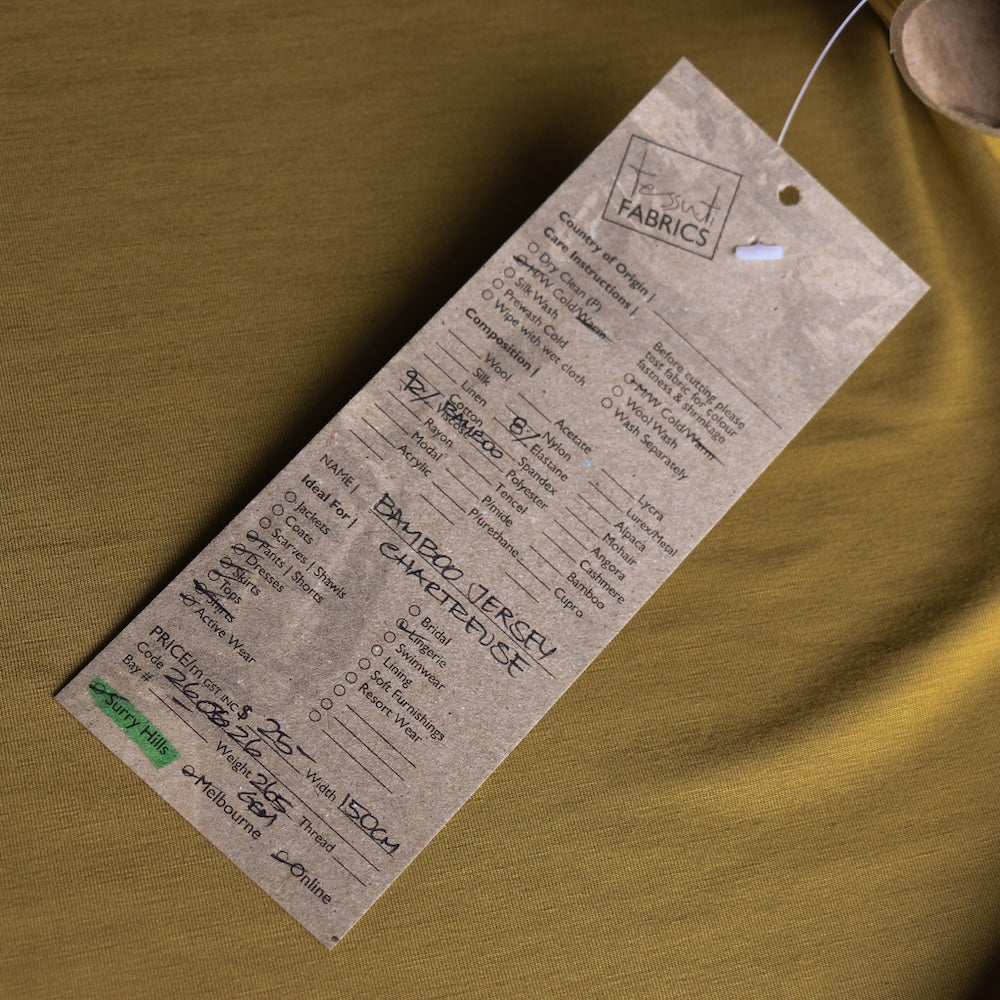 tessuti
FABRICS
Country of Origin |
Care Instructions |
Dry Clean (P)
M/W Cold/Warm
Silk Wash
Prewash Cold
Wipe with wet cloth
Before cutting please
test fabric for colour
fastness & shrinkage
M/W Cold/Warm
Wool Wash
Wash Separately
Composition |
Wool
Silk
Linen
Cotton
92% Viscose BAMBOO
Rayon
Modal
Acrylic
Acetate
8% Nylon
Elastane
Spandex
Polyester
Tencel
P/mide
P/urethane
Lycra
Lurex/Metal
Alpaca
Mohair
Angora
Cashmere
Bamboo
Cupro
NAME | BAMBOO JERSEY
CHARTREUSE
Ideal For |
Jackets
Coats
Scarves | Shawls
Pants | Shorts
Dresses
Skirts
Tops
Shirts
Active Wear
Bridal
Lingerie
Swimwear
Lining
Soft Furnishings
Resort Wear
PRICE/m GST INC $ 25- Width 150CM
Code 260626 Weight 265 Thread
GSM
Bay #
Surry Hills
Melbourne
Online